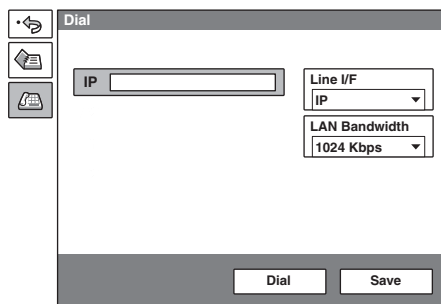 Dial
IP
Line I/F
IP
LAN Bandwidth
1024 Kbps
Dial
Save